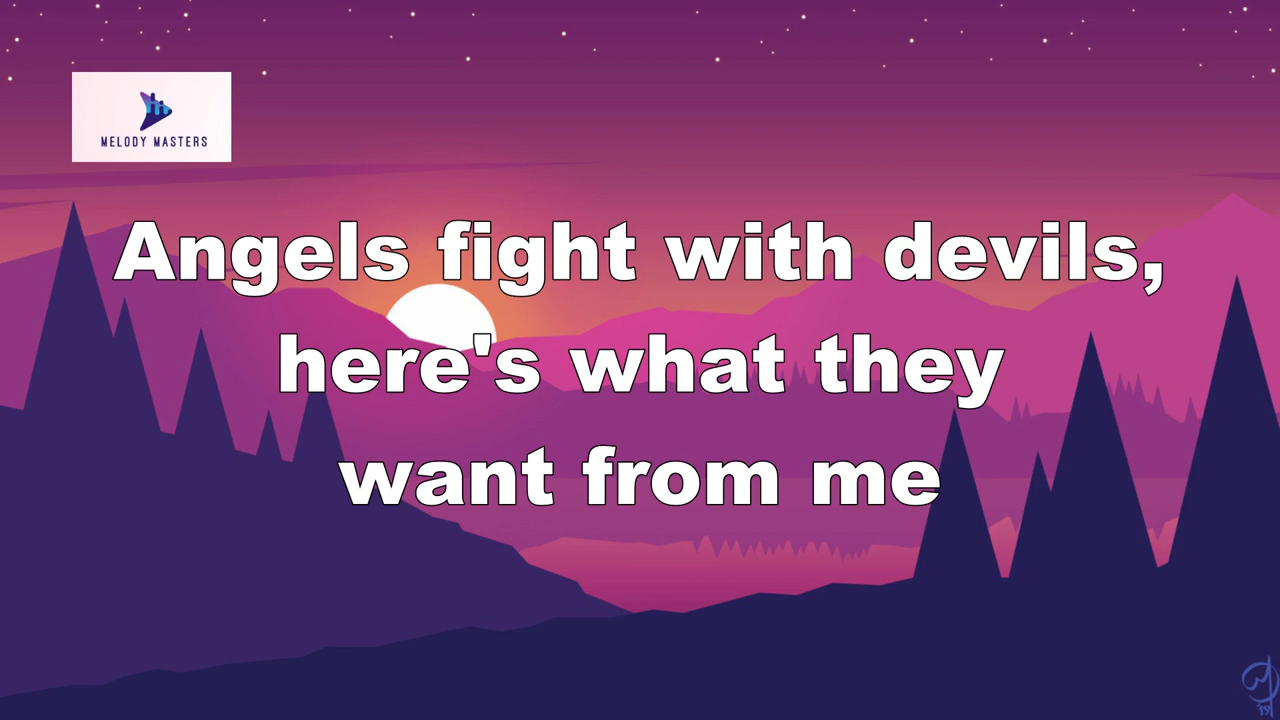 MELODY MASTERS
Angels fight with devils,
here's what they
want from me